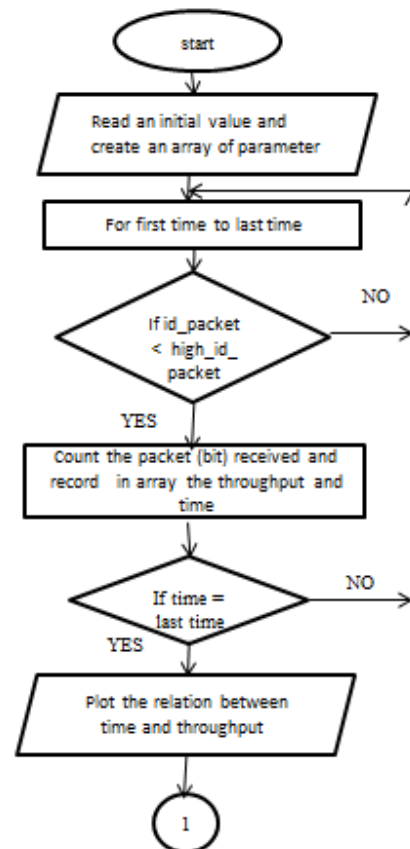 start
Read an initial value and
create an array of parameter
For first time to last time
NO
If id_packet
< high_id_
packet
YES
Count the packet (bit) received and
record in array the throughput and
time
NO
If time =
last time
YES
Plot the relation between
time and throughput
1